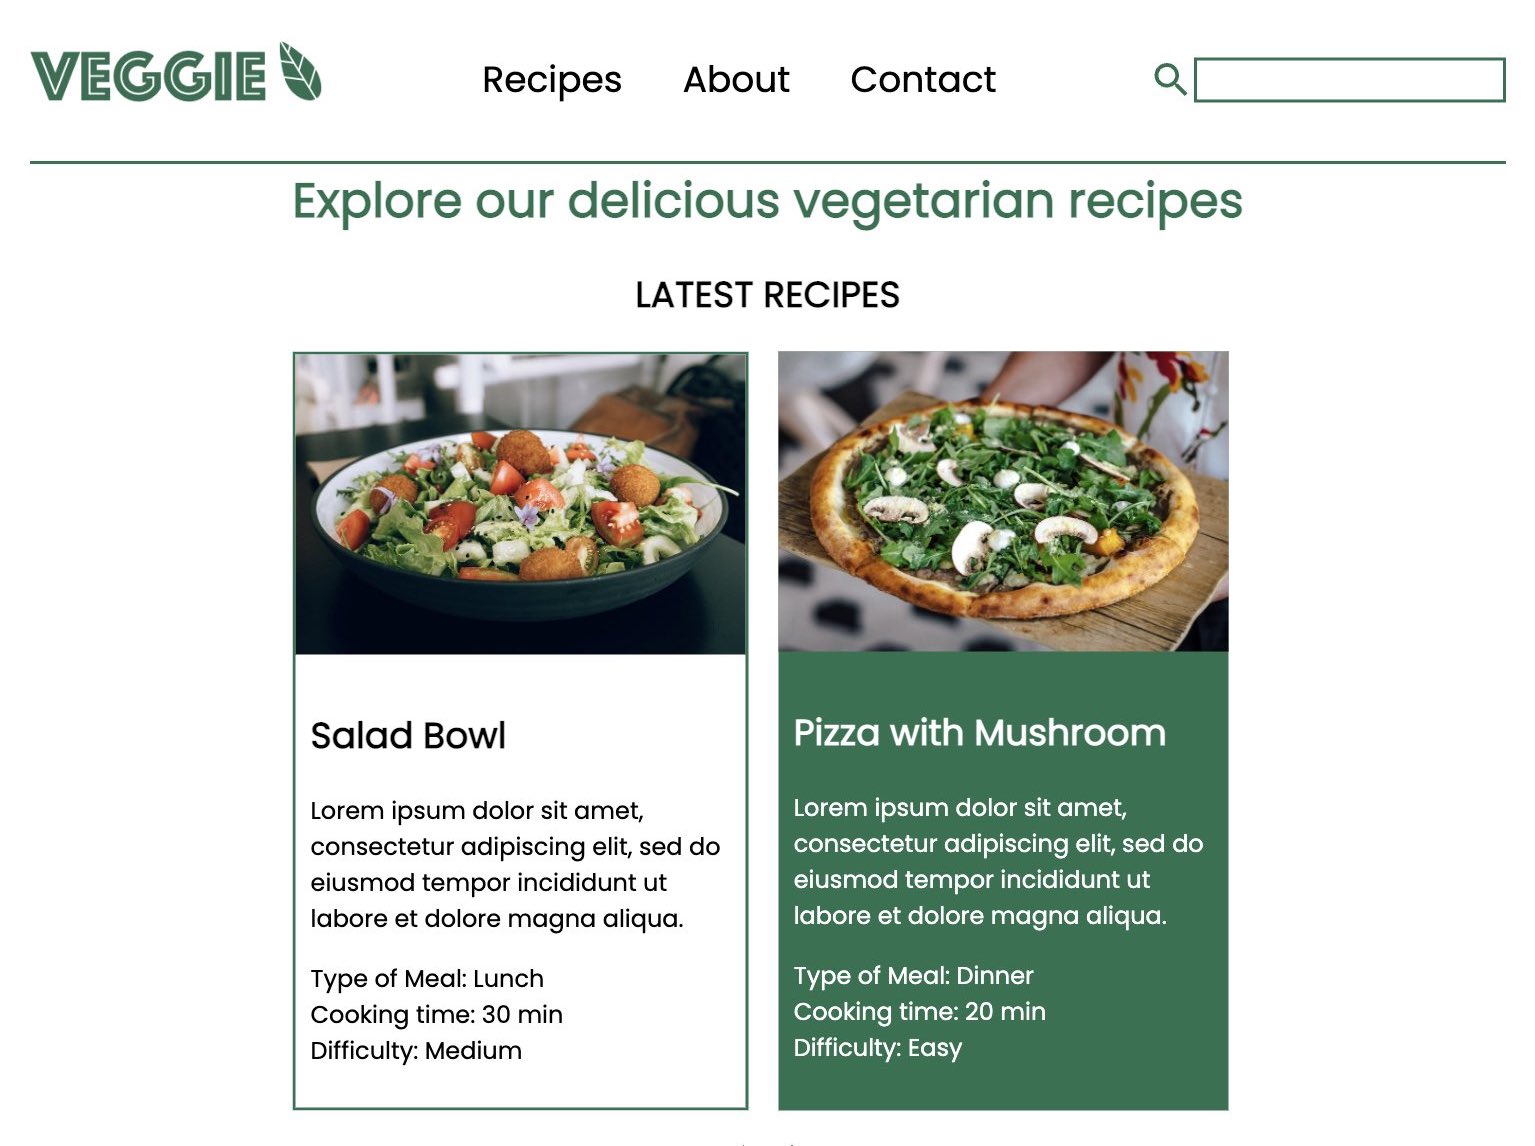 VEGGIE
Recipes About Contact
Explore our delicious vegetarian recipes
LATEST RECIPES
Salad Bowl
Lorem ipsum dolor sit amet,
consectetur adipiscing elit, sed do
eiusmod tempor incididunt ut
labore et dolore magna aliqua.
Type of Meal: Lunch
Cooking time: 30 min
Difficulty: Medium
Pizza with Mushroom
Lorem ipsum dolor sit amet,
consectetur adipiscing elit, sed do
eiusmod tempor incididunt ut
labore et dolore magna aliqua.
Type of Meal: Dinner
Cooking time: 20 min
Difficulty: Easy